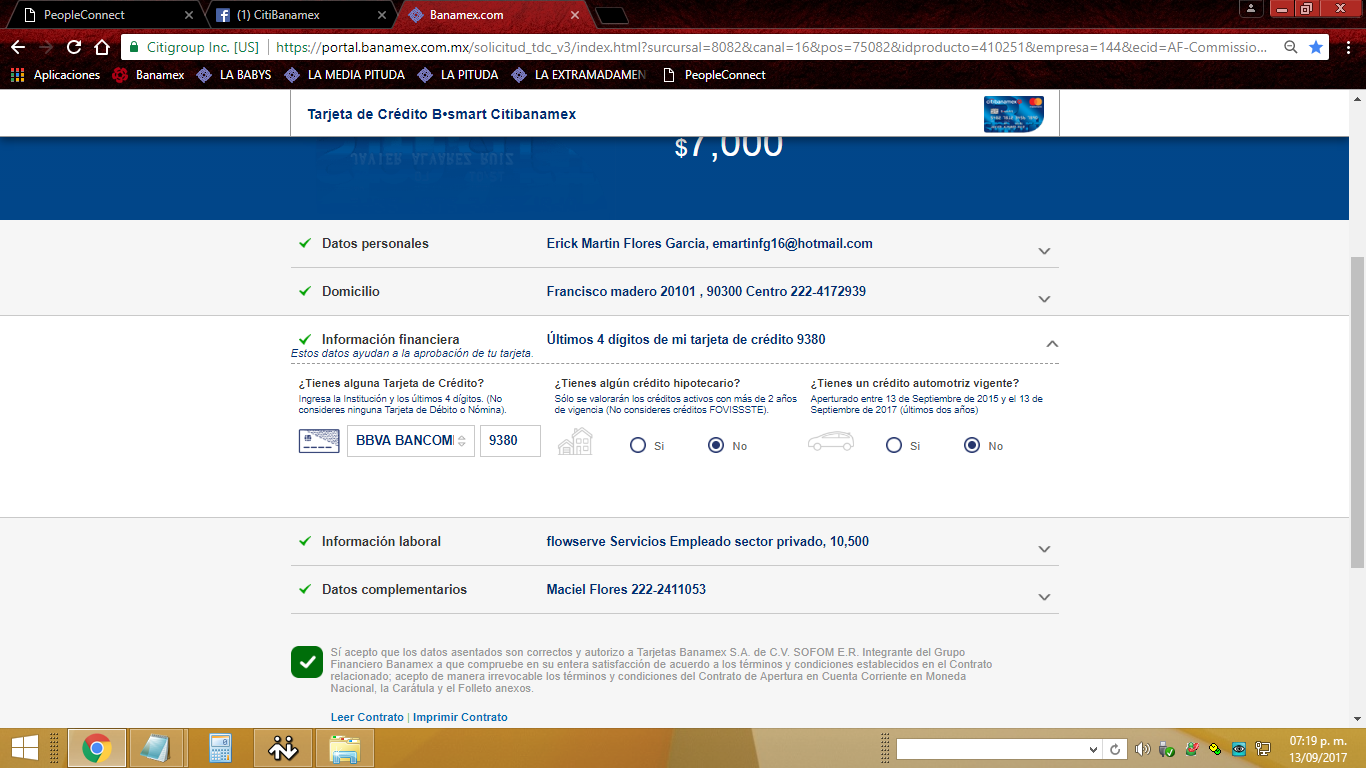 PeopleConnect
(1) CitiBanamex
Banamex.com
Citigroup Inc. [US] https://portal.banamex.com.mx/solicitud_tdc_v3/index.html?surcursal=8082&canal=16&pos=75082&idproducto=410251&empresa=144&ecid=AF-Commissio...
Aplicaciones Banamex LA BABYS LA MEDIA PITUDA LA PITUDA LA EXTRAMADAMEN PeopleConnect
Tarjeta de Crédito B•smart Citibanamex
citibanamex
$7,000
JAVIER ALVAREZ RUIZ
Datos personales Erick Martin Flores Garcia, emartinfg16@hotmail.com
Domicilio Francisco madero 20101 , 90300 Centro 222-4172939
Información financiera Últimos 4 dígitos de mi tarjeta de crédito 9380
Estos datos ayudan a la aprobación de tu tarjeta.
¿Tienes alguna Tarjeta de Crédito?
Ingresa la Institución y los últimos 4 dígitos. (No
consideres ninguna Tarjeta de Débito o Nómina).
BBVA BANCOM 9380
¿Tienes algún crédito hipotecario?
Sólo se valorarán los créditos activos con más de 2 años
de vigencia (No consideres créditos FOVISSSTE).
Si No
¿Tienes un crédito automotriz vigente?
Aperturado entre 13 de Septiembre de 2015 y el 13 de
Septiembre de 2017 (últimos dos años)
Si No
Información laboral flowserve Servicios Empleado sector privado, 10,500
Datos complementarios Maciel Flores 222-2411053
Sí acepto que los datos asentados son correctos y autorizo a Tarjetas Banamex S.A. de C.V. SOFOM E.R. Integrante del Grupo
Financiero Banamex a que compruebe en su entera satisfacción de acuerdo a los términos y condiciones establecidos en el Contrato
relacionado; acepto de manera irrevocable los términos y condiciones del Contrato de Apertura en Cuenta Corriente en Moneda
Nacional, la Carátula y el Folleto anexos.
Leer Contrato | Imprimir Contrato
07:19 p. m.
13/09/2017